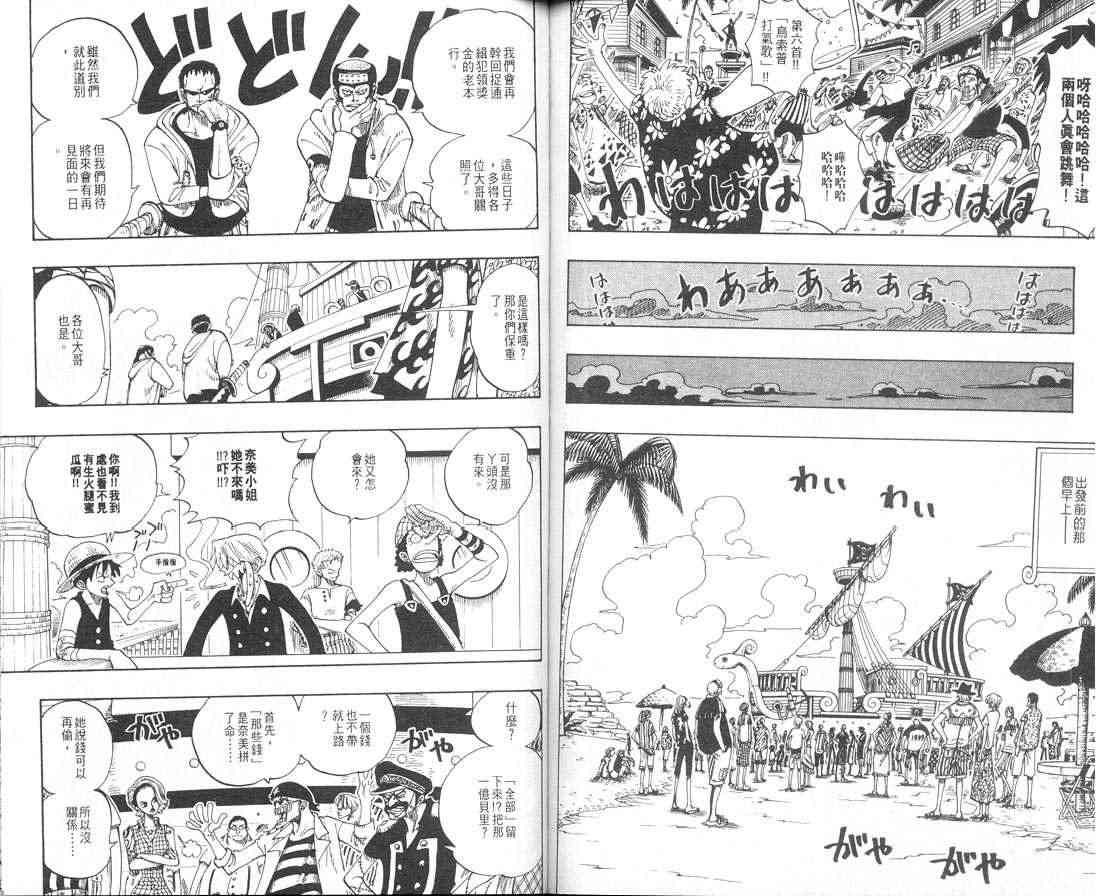 呀哈哈哈哈！這
兩個人真會跳舞！
第六首!!
「烏索普
打氣歌」!!
嘩哈哈哈
哈哈哈！
わははは
はははは
はははは
わあああああ…
はははは
出發前的那
個早上──
わい
わい
がや
がや
我們會再
幹回捉通
緝犯領獎
金的老本
行。
這些日子
，多得各
位大哥關
照了。
雖然我們
就此道別
，
但我們期待
將來會有再
見面的一日
。
どどん!!
是這樣嗎？
那你們保重
了。
各位大哥
也是。
可是那
丫頭沒
有來。
她又怎
會來？
奈美小姐
她不來嗎
!!?嚇!!?
你啊!!我到
處也看不見
有生火腿蜜
瓜啊!!
什麼？
「全部」留
下來!?把那
一億貝里？
一個錢
也不帶
就上路
？
首先，
「那些錢」
是奈美拼
了命……
她說錢可以
再偷，
所以沒
關係……
がや
がや